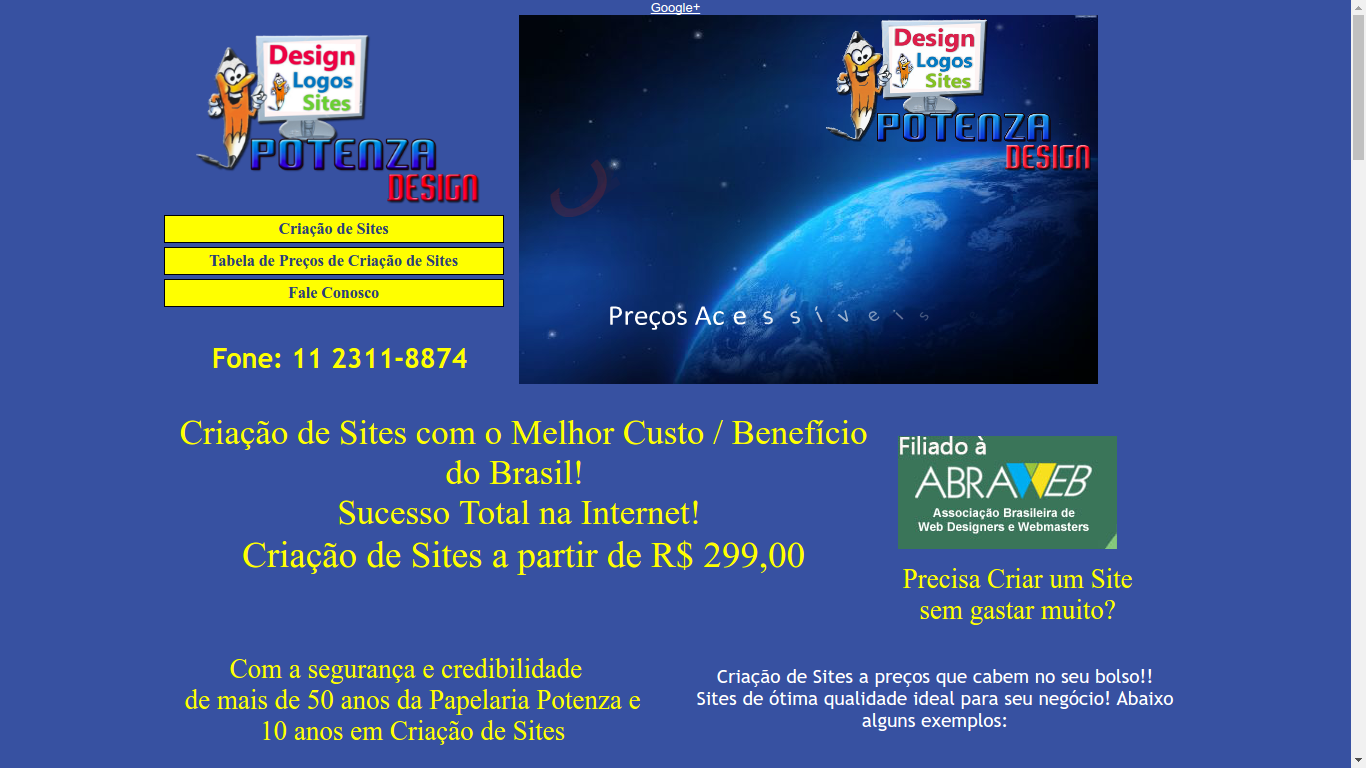 Google+
Design
Logos
Sites
POTENZA
DESIGN
Design
Logos
Sites
POTENZA
DESIGN
Criação de Sites
Tabela de Preços de Criação de Sites
Fale Conosco
Preços Acessíveis
Fone: 11 2311-8874
Criação de Sites com o Melhor Custo / Benefício
do Brasil!
Sucesso Total na Internet!
Criação de Sites a partir de R$ 299,00
Filiado à
ABRAWEB
Associação Brasileira de
Web Designers e Webmasters
Precisa Criar um Site
sem gastar muito?
Com a segurança e credibilidade
de mais de 50 anos da Papelaria Potenza e
10 anos em Criação de Sites
Criação de Sites a preços que cabem no seu bolso!!
Sites de ótima qualidade ideal para seu negócio! Abaixo
alguns exemplos: